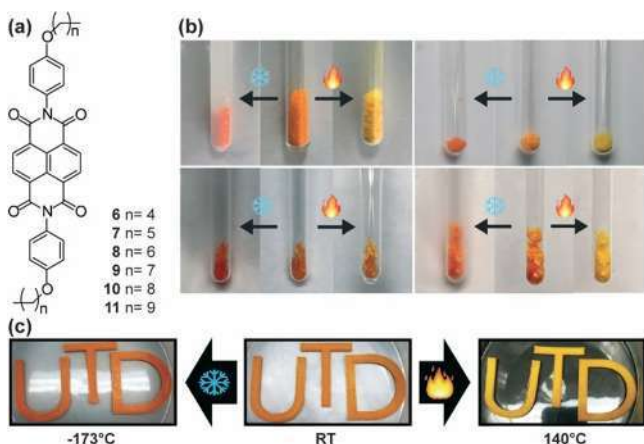 (a)
n
O
N
O
O
O
O
N
O
n
6 n= 4
7 n= 5
8 n= 6
9 n= 7
10 n= 8
11 n= 9
(b)
(c)
UTD
UTD
UTD
-173°C
RT
140°C